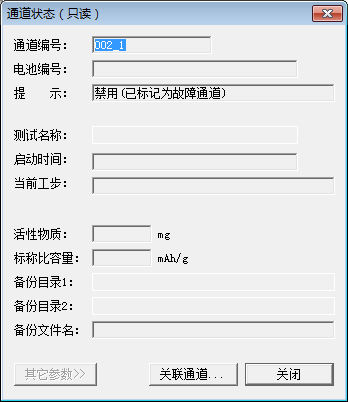 通道状态（只读）
通道编号： 002_1
电池编号：
提 示： 禁用(已标记为故障通道)
测试名称：
启动时间：
当前工步：
活性物质： mg
标称比容量： mAh/g
备份目录1：
备份目录2：
备份文件名：
其它参数>> 关联通道... 关闭